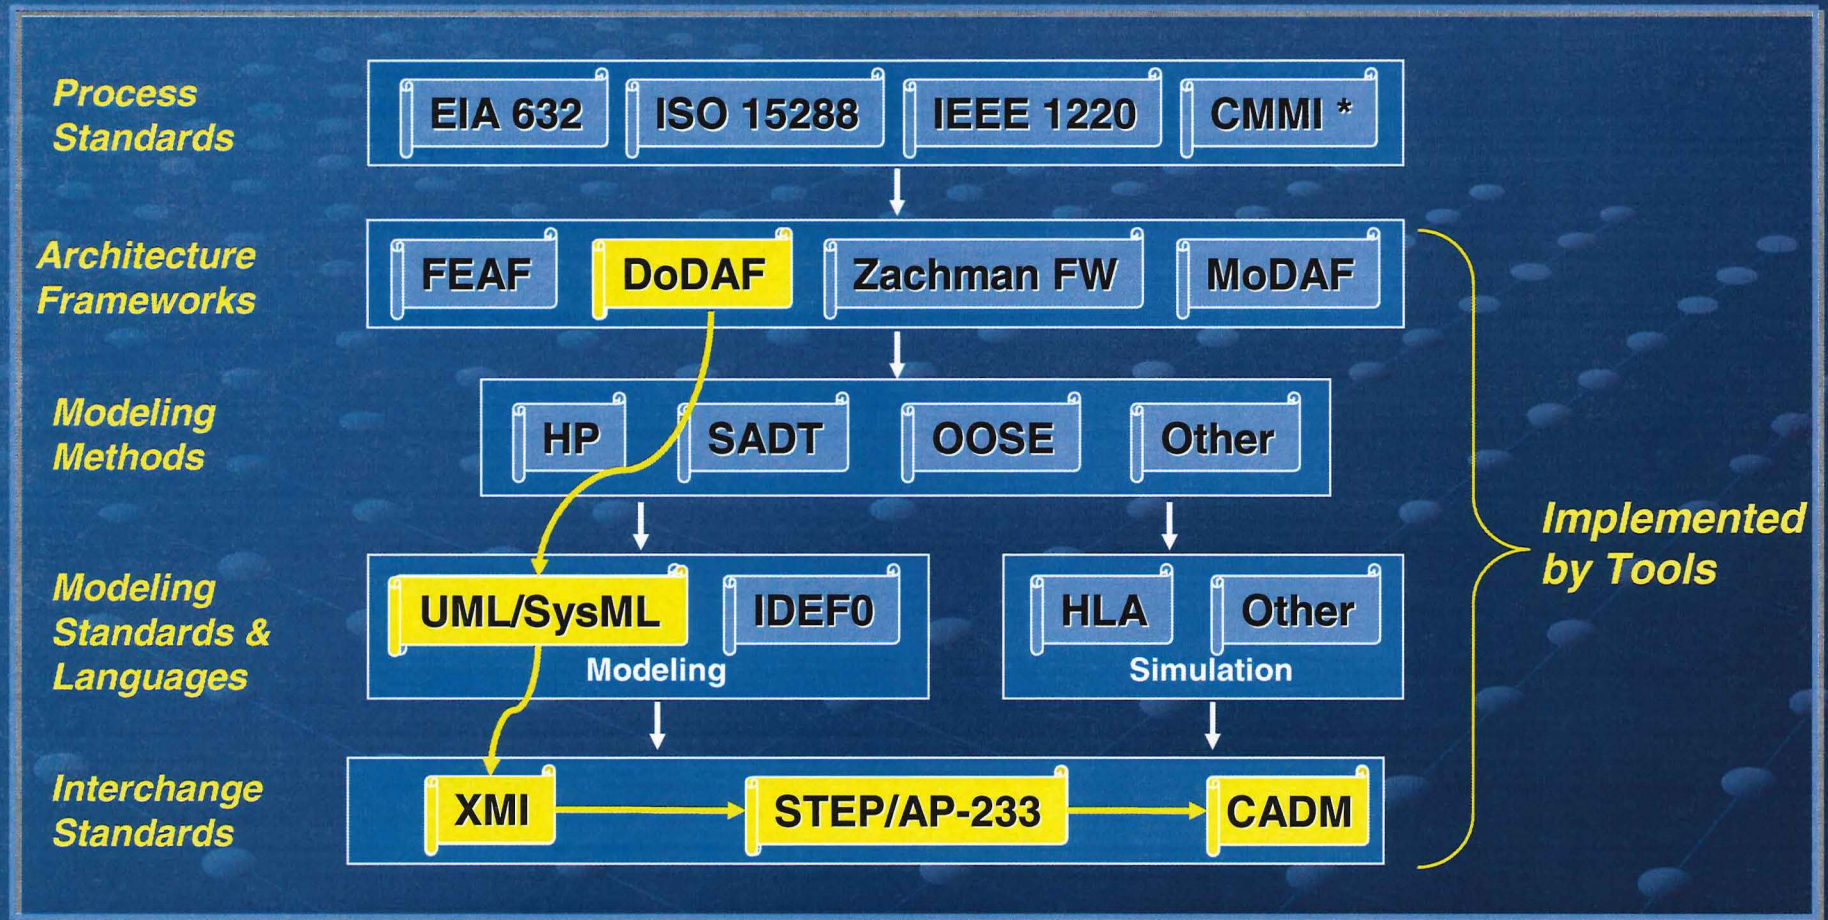 Process
Standards
EIA 632
ISO 15288
IEEE 1220
CMMI *
Architecture
Frameworks
FEAF
DoDAF
Zachman FW
MoDAF
Modeling
Methods
HP
SADT
OOSE
Other
Modeling
Standards &
Languages
UML/SysML
IDEF0
Modeling
HLA
Other
Simulation
Interchange
Standards
XMI
STEP/AP-233
CADM
Implemented
by Tools